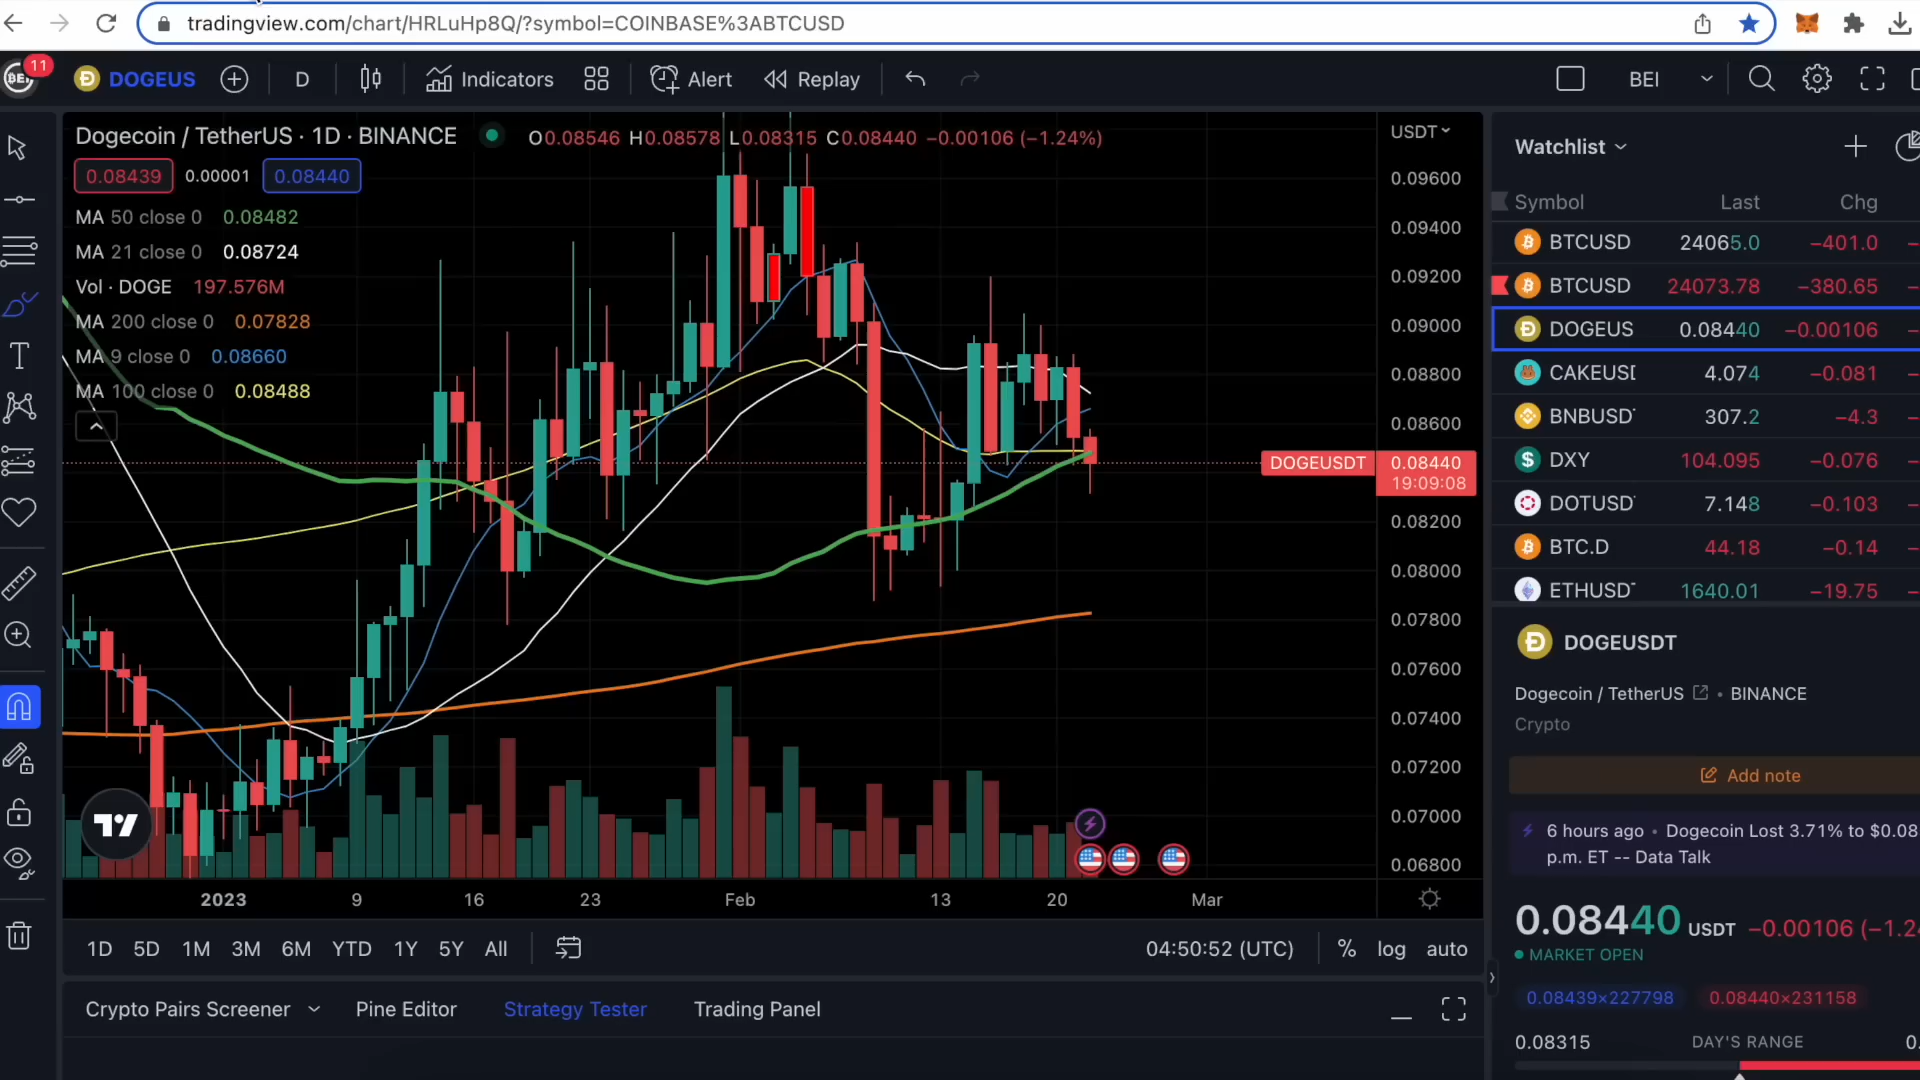 tradingview.com/chart/HRLuHp8Q/?symbol=COINBASE%3ABTCUSD
11
DOGEUS D Indicators Alert Replay BEI
Dogecoin / TetherUS · 1D · BINANCE O0.08546 H0.08578 L0.08315 C0.08440 −0.00106 (−1.24%)
0.08439 0.00001 0.08440
MA 50 close 0 0.08482
MA 21 close 0 0.08724
Vol · DOGE 197.576M
MA 200 close 0 0.07828
MA 9 close 0 0.08660
MA 100 close 0 0.08488
USDT
0.09600
0.09400
0.09200
0.09000
0.08800
0.08600
DOGEUSDT 0.08440
19:09:08
0.08200
0.08000
0.07800
0.07600
0.07400
0.07200
0.07000
0.06800
2023 9 16 23 Feb 13 20 Mar
1D 5D 1M 3M 6M YTD 1Y 5Y All 04:50:52 (UTC) % log auto
Crypto Pairs Screener Pine Editor Strategy Tester Trading Panel
Watchlist
Symbol Last Chg
BTCUSD 24065.0 −401.0
BTCUSD 24073.78 −380.65
DOGEUS 0.08440 −0.00106
CAKEUSD 4.074 −0.081
BNBUSD 307.2 −4.3
DXY 104.095 −0.076
DOTUSD 7.148 −0.103
BTC.D 44.18 −0.14
ETHUSD 1640.01 −19.75
DOGEUSDT
Dogecoin / TetherUS • BINANCE
Crypto
Add note
6 hours ago • Dogecoin Lost 3.71% to $0.08
p.m. ET -- Data Talk
0.08440 USDT −0.00106 (−1.2
MARKET OPEN
0.08439×227798 0.08440×231158
0.08315 DAY'S RANGE 0.